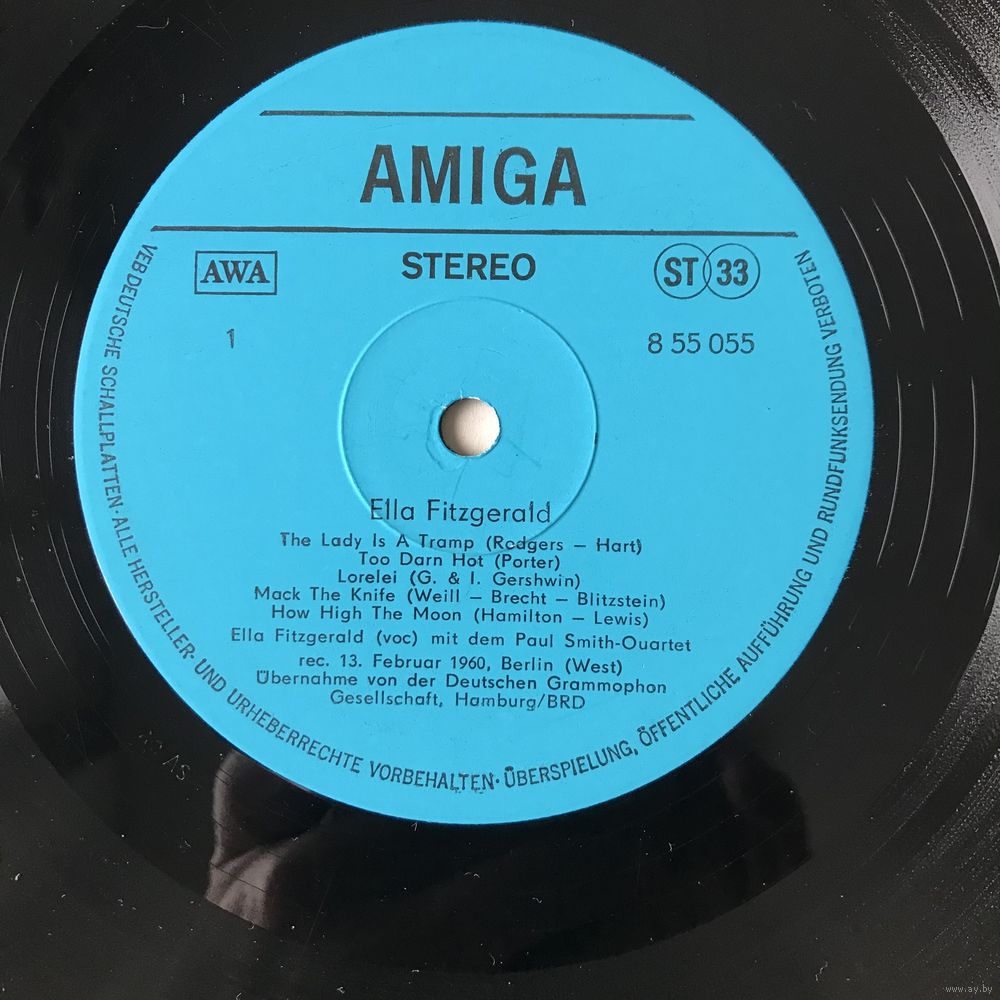 AMIGA
AWA
STEREO
ST 33
1
8 55 055
Ella Fitzgerald
The Lady Is A Tramp (Rodgers – Hart)
Too Darn Hot (Porter)
Lorelei (G. & I. Gershwin)
Mack The Knife (Weill – Brecht – Blitzstein)
How High The Moon (Hamilton – Lewis)
Ella Fitzgerald (voc) mit dem Paul Smith-Quartet
rec. 13. Februar 1960, Berlin (West)
Übernahme von der Deutschen Grammophon
Gesellschaft, Hamburg/BRD
VEB DEUTSCHE SCHALLPLATTEN · ALLE HERSTELLER- UND URHEBERRECHTE VORBEHALTEN · ÜBERSPIELUNG, ÖFFENTLICHE AUFFÜHRUNG UND RUNDFUNKSENDUNG VERBOTEN
www.ay.by